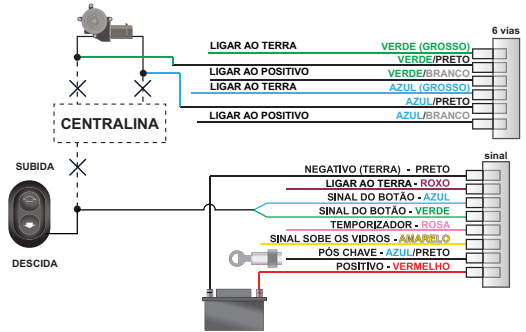 6 vias
LIGAR AO TERRA VERDE (GROSSO)
VERDE/PRETO
LIGAR AO POSITIVO VERDE/BRANCO
LIGAR AO TERRA AZUL (GROSSO)
AZUL/PRETO
LIGAR AO POSITIVO AZUL/BRANCO
CENTRALINA
sinal
SUBIDA
NEGATIVO (TERRA) - PRETO
LIGAR AO TERRA - ROXO
SINAL DO BOTÃO - AZUL
SINAL DO BOTÃO - VERDE
TEMPORIZADOR - ROSA
SINAL SOBE OS VIDROS - AMARELO
DESCIDA
PÓS CHAVE - AZUL/PRETO
POSITIVO - VERMELHO